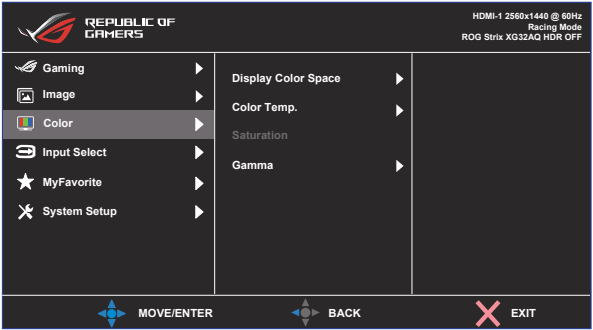 REPUBLIC OF
GAMERS
HDMI-1 2560x1440 @ 60Hz
Racing Mode
ROG Strix XG32AQ HDR OFF
Gaming
Image
Color
Input Select
MyFavorite
System Setup
Display Color Space
Color Temp.
Saturation
Gamma
MOVE/ENTER
BACK
EXIT